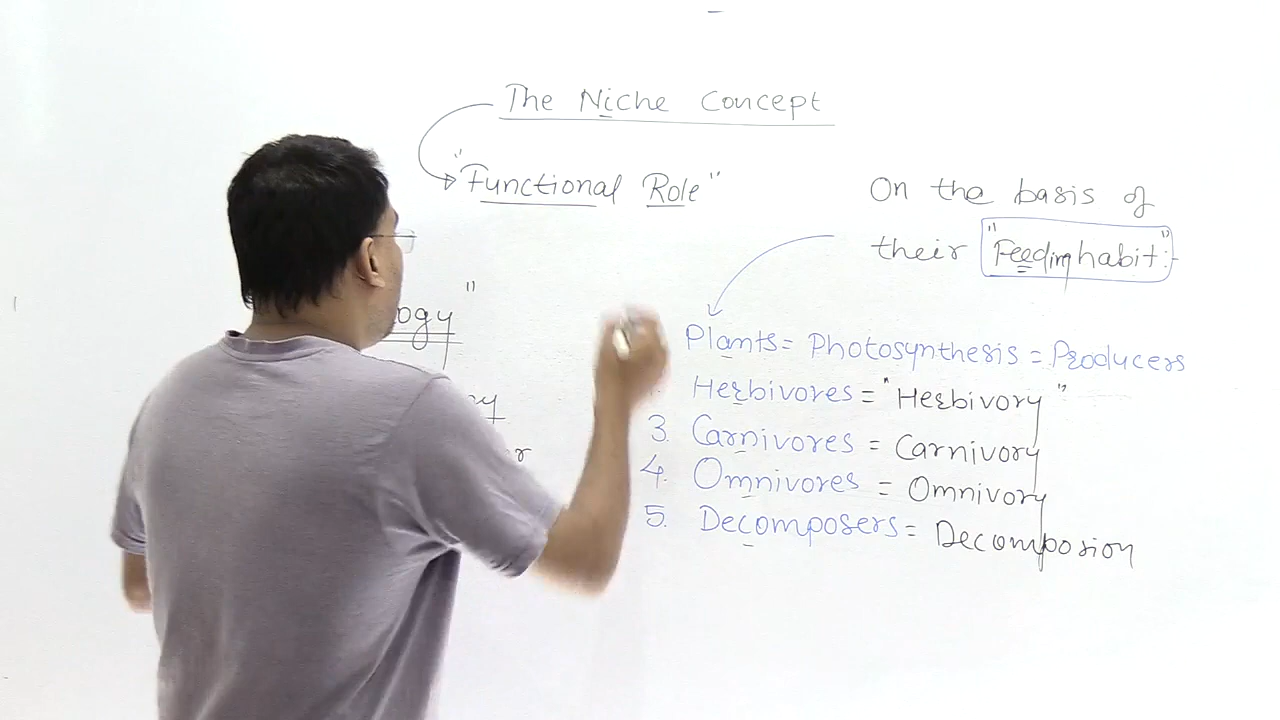 The Niche Concept
"Functional Role"
On the basis of
their "Feeding habit":-
Plants = Photosynthesis = Producers
Herbivores = "Herbivory"
3. Carnivores = Carnivory
4. Omnivores = Omnivory
5. Decomposers = Decomposion